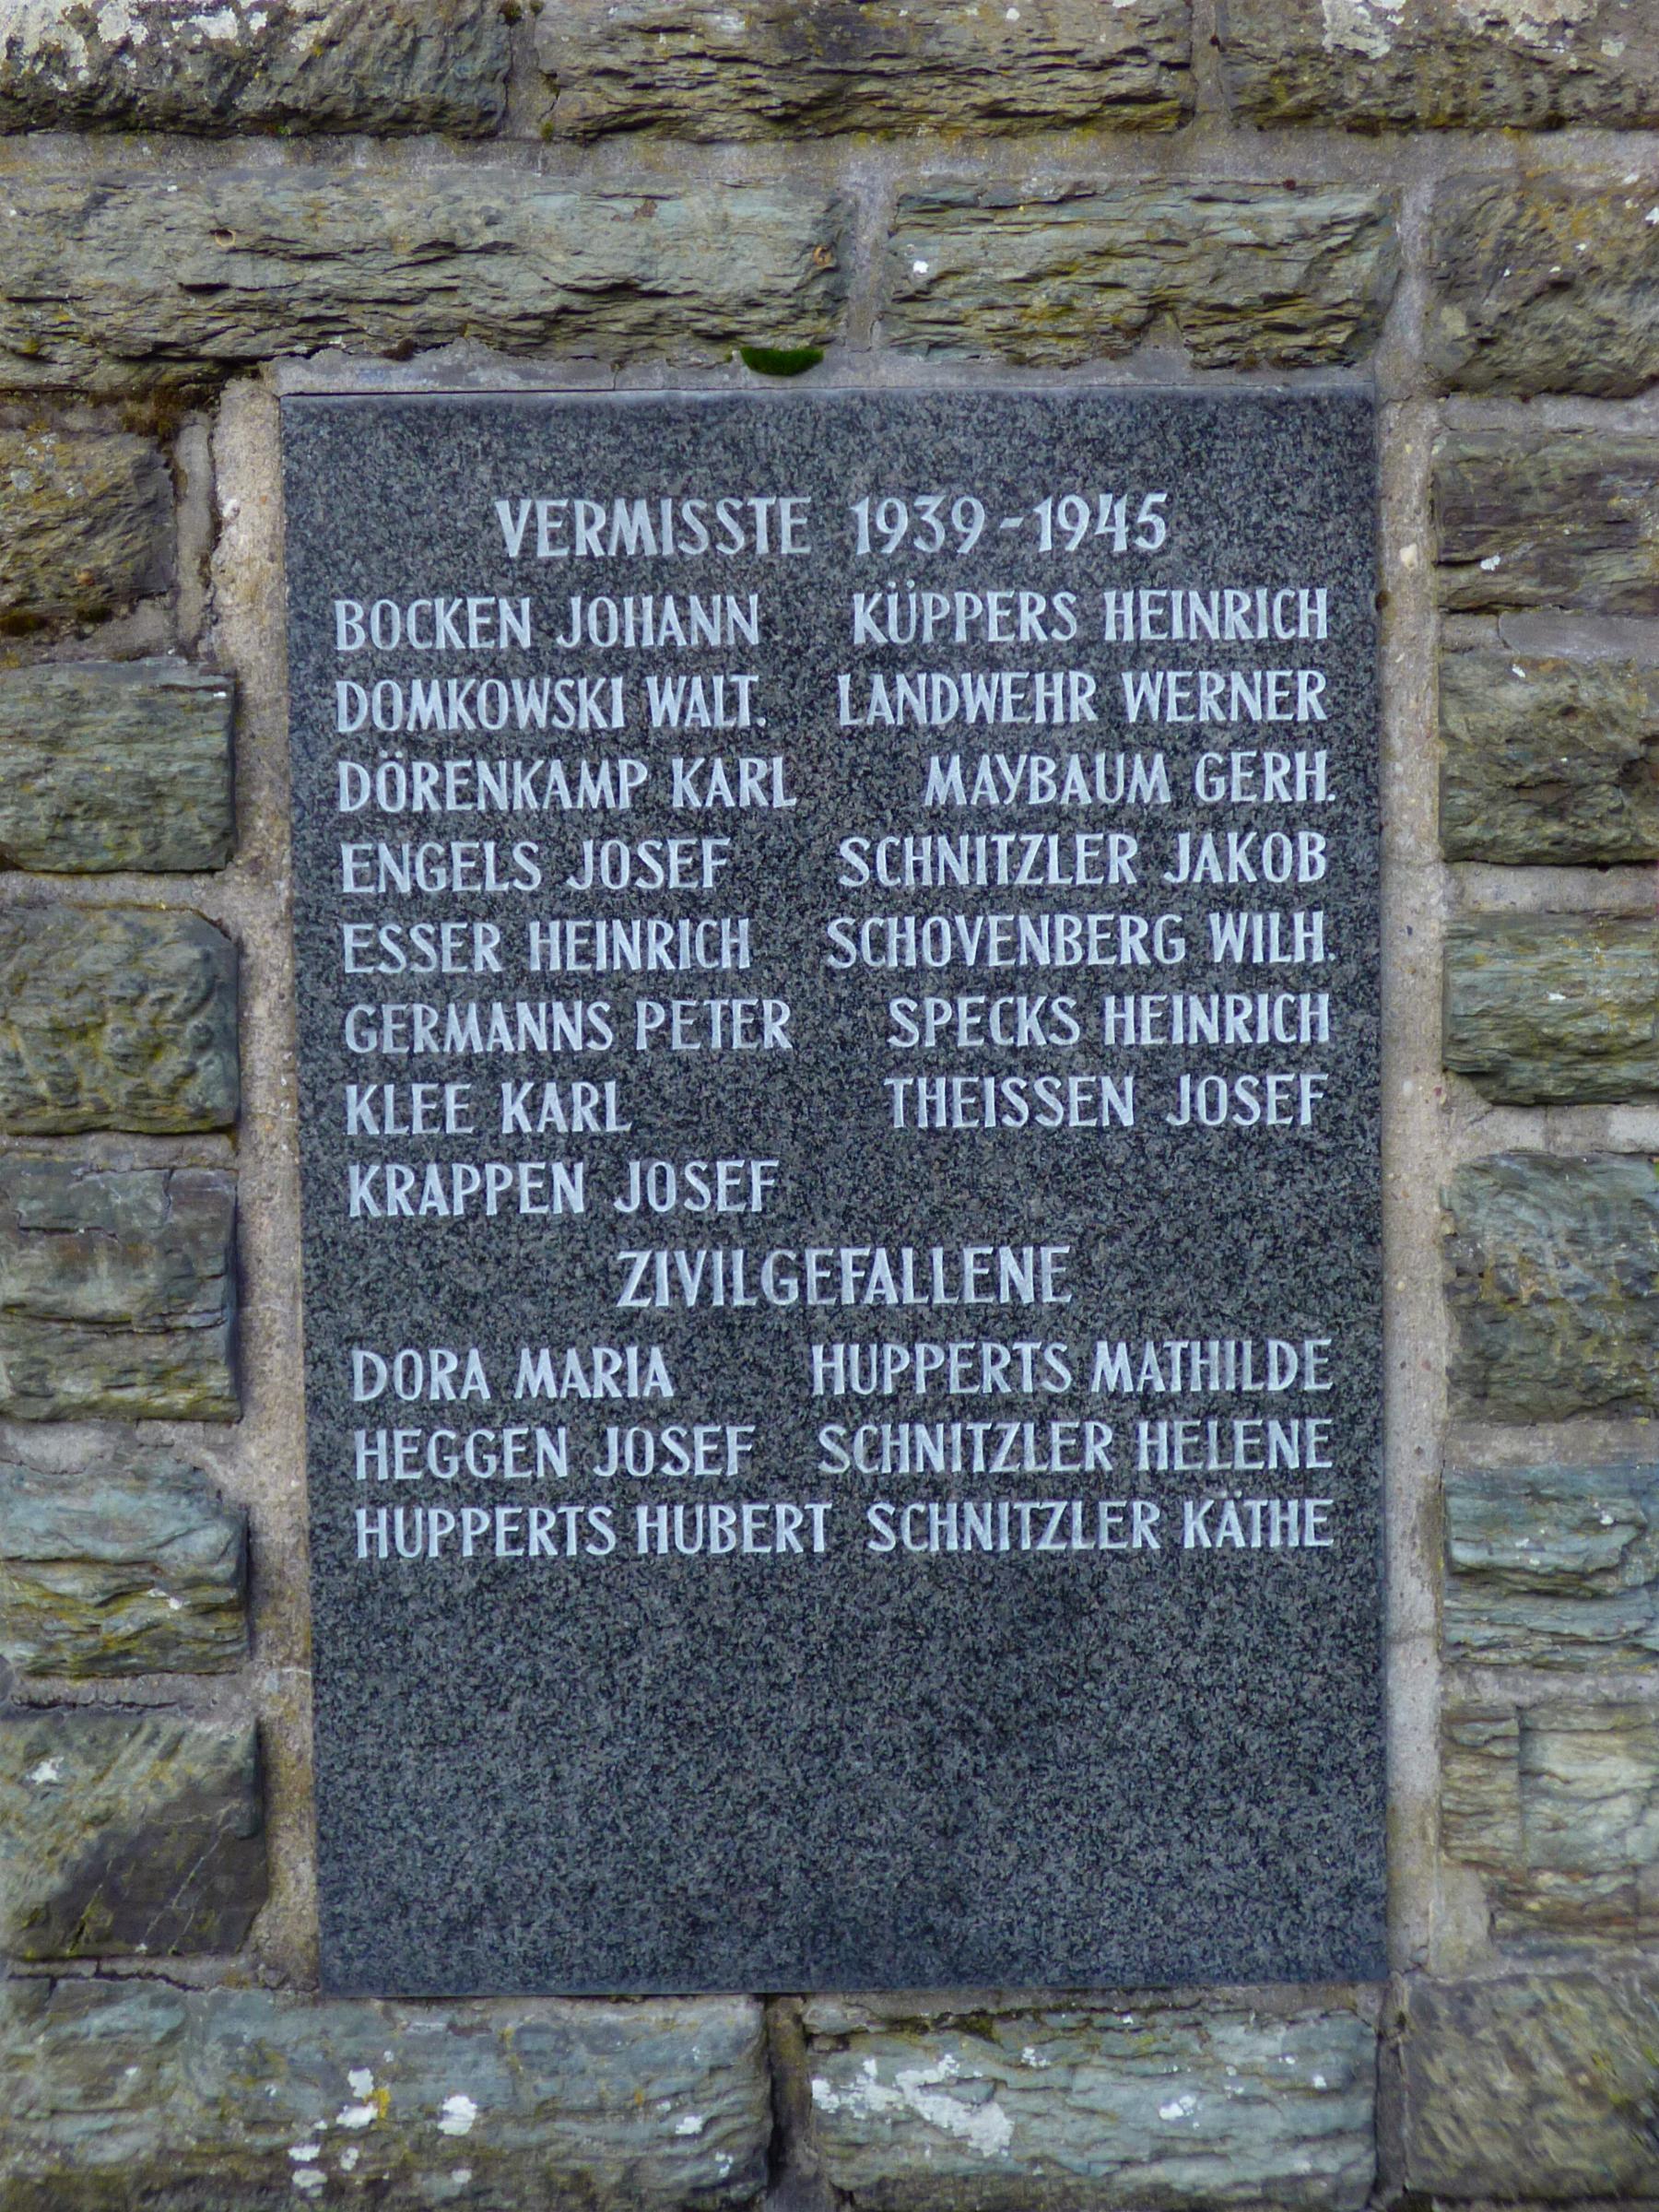 VERMISSTE 1939-1945
BOCKEN JOHANN KÜPPERS HEINRICH
DOMKOWSKI WALT. LANDWEHR WERNER
DÖRENKAMP KARL MAYBAUM GERH.
ENGELS JOSEF SCHNITZLER JAKOB
ESSER HEINRICH SCHOVENBERG WILH.
GERMANNS PETER SPECKS HEINRICH
KLEE KARL THEISSEN JOSEF
KRAPPEN JOSEF
ZIVILGEFALLENE
DORA MARIA HUPPERTS MATHILDE
HEGGEN JOSEF SCHNITZLER HELENE
HUPPERTS HUBERT SCHNITZLER KÄTHE